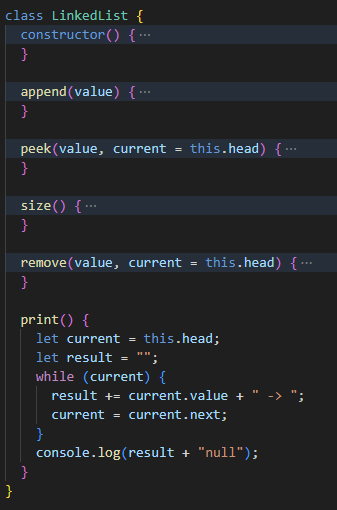 class LinkedList {
  constructor() { ···
  }

  append(value) { ···
  }

  peek(value, current = this.head) { ···
  }

  size() { ···
  }

  remove(value, current = this.head) { ···
  }

  print() {
    let current = this.head;
    let result = "";
    while (current) {
      result += current.value + " -> ";
      current = current.next;
    }
    console.log(result + "null");
  }
}